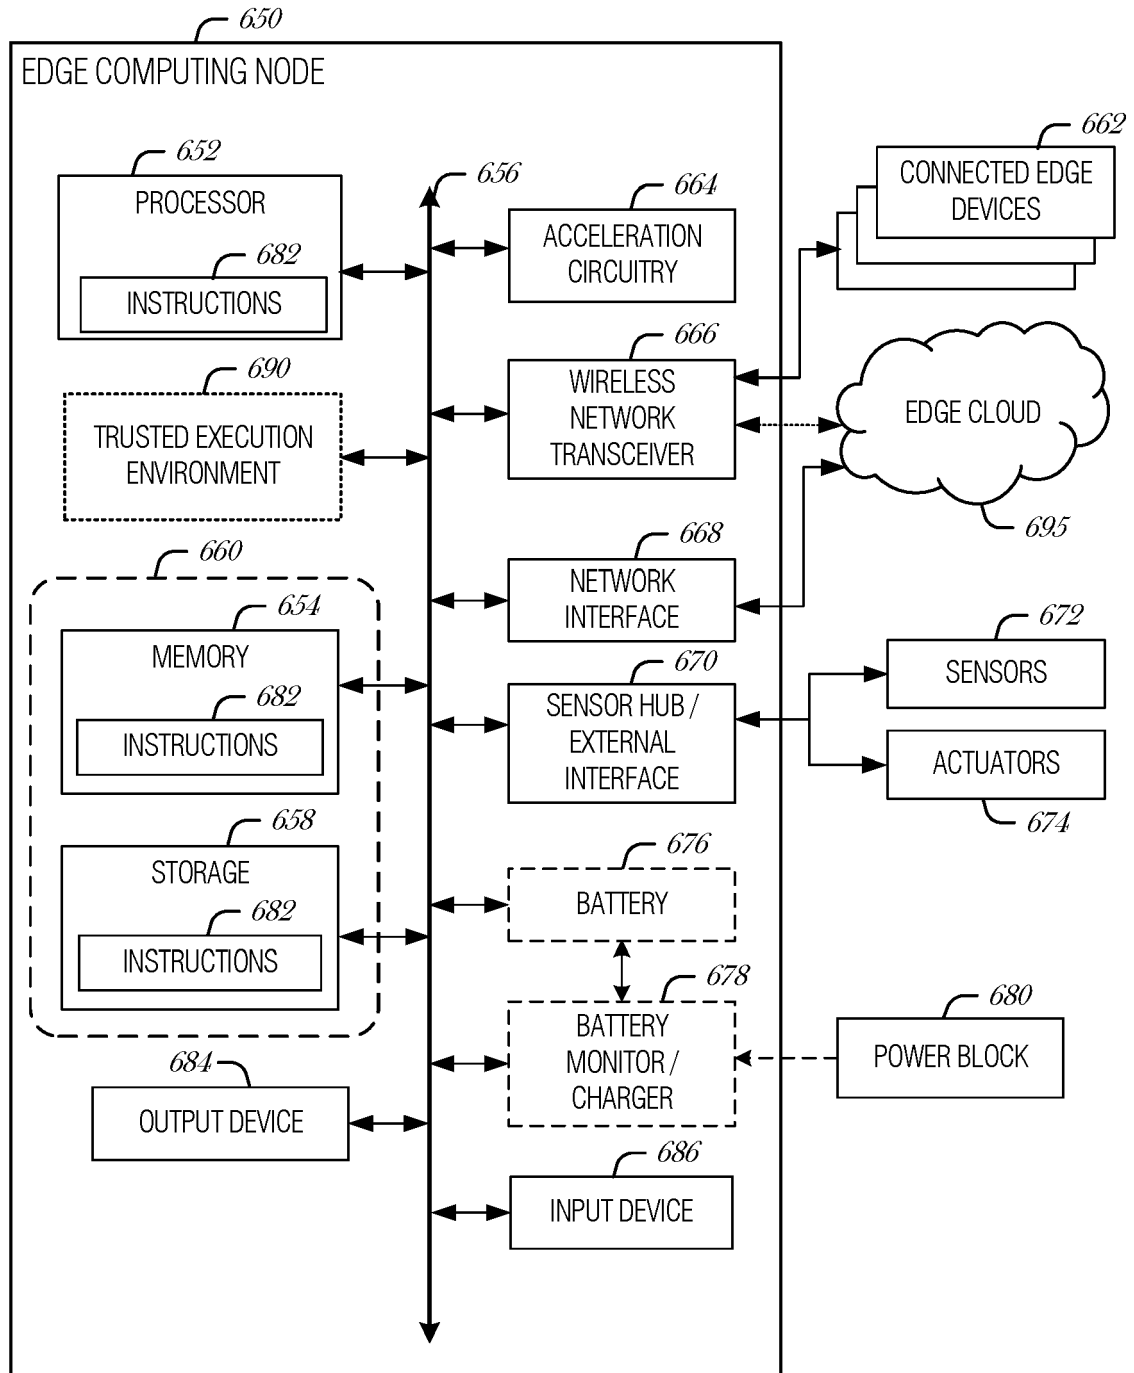 650
EDGE COMPUTING NODE
652
PROCESSOR
682
INSTRUCTIONS
690
TRUSTED EXECUTION
ENVIRONMENT
660
654
MEMORY
682
INSTRUCTIONS
658
STORAGE
682
INSTRUCTIONS
684
OUTPUT DEVICE
656
664
ACCELERATION
CIRCUITRY
666
WIRELESS
NETWORK
TRANSCEIVER
668
NETWORK
INTERFACE
670
SENSOR HUB /
EXTERNAL
INTERFACE
676
BATTERY
678
BATTERY
MONITOR /
CHARGER
686
INPUT DEVICE
662
CONNECTED EDGE
DEVICES
EDGE CLOUD
695
672
SENSORS
ACTUATORS
674
680
POWER BLOCK